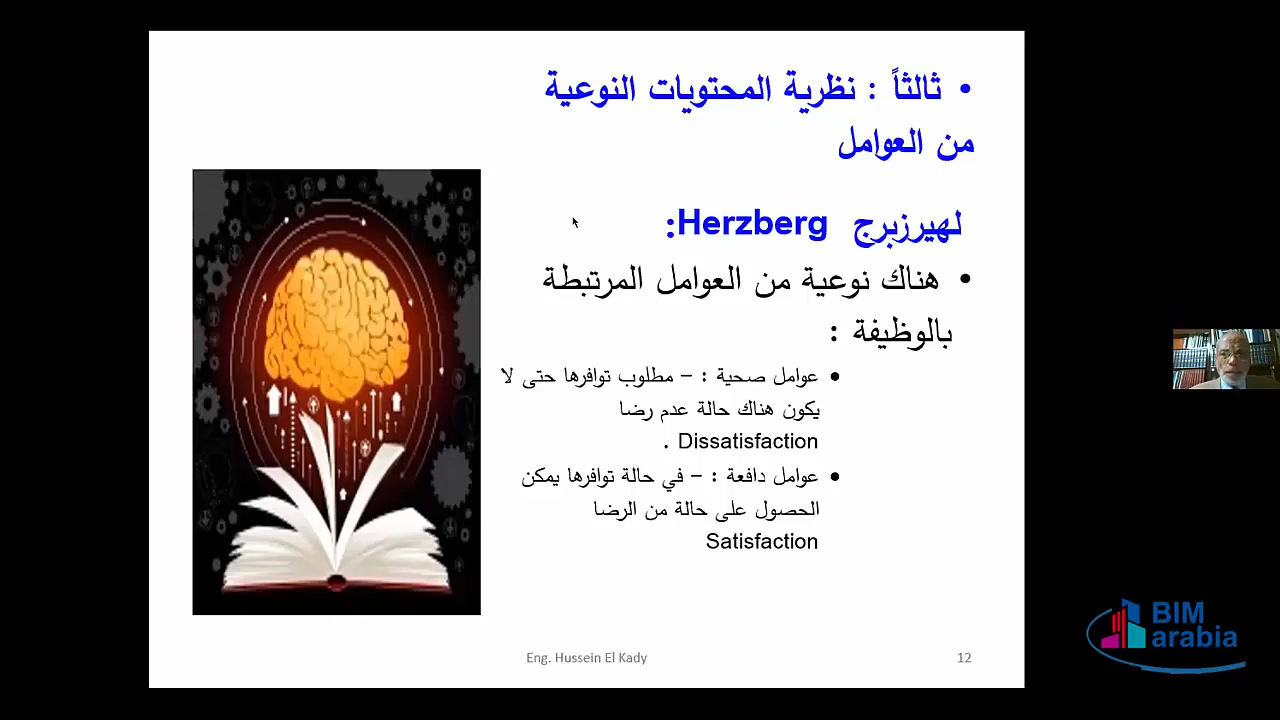 • ثالثاً : نظرية المحتويات النوعية
من العوامل
لهيرزبرج Herzberg:
• هناك نوعية من العوامل المرتبطة
بالوظيفة :
• عوامل صحية : – مطلوب توافرها حتى لا
يكون هناك حالة عدم رضا
Dissatisfaction .
• عوامل دافعة : – في حالة توافرها يمكن
الحصول على حالة من الرضا
Satisfaction
Eng. Hussein El Kady
12
BIM
arabia